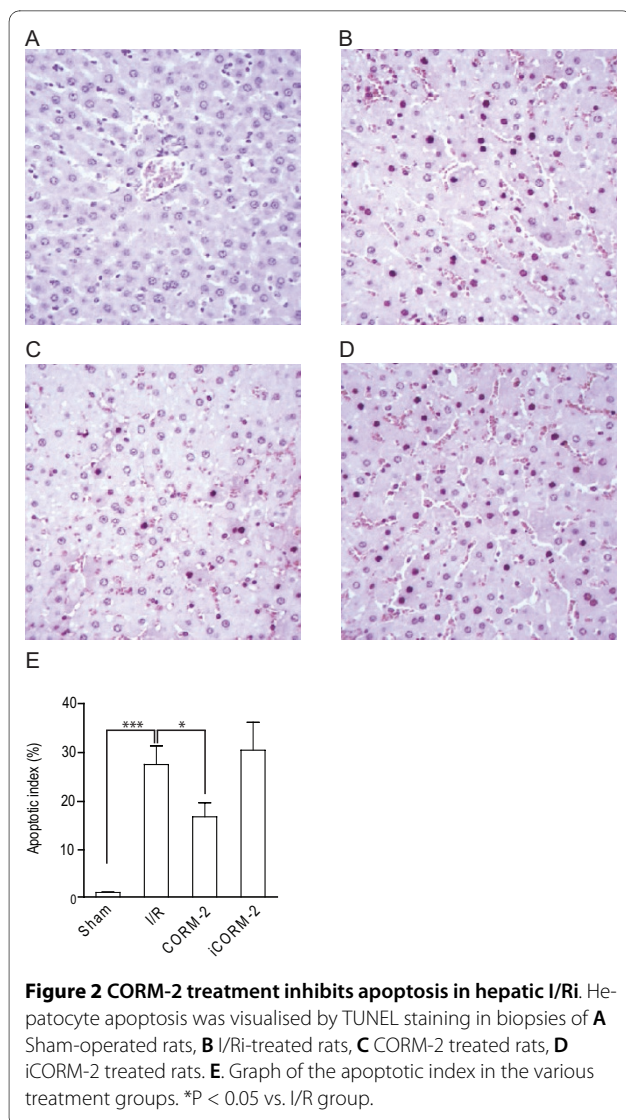 A
B
C
D
E
40
30
20
10
0
Apoptotic index (%)
***
*
Sham
I/R
CORM-2
iCORM-2
Figure 2 CORM-2 treatment inhibits apoptosis in hepatic I/Ri. He-
patocyte apoptosis was visualised by TUNEL staining in biopsies of A
Sham-operated rats, B I/Ri-treated rats, C CORM-2 treated rats, D
iCORM-2 treated rats. E. Graph of the apoptotic index in the various
treatment groups. *P < 0.05 vs. I/R group.